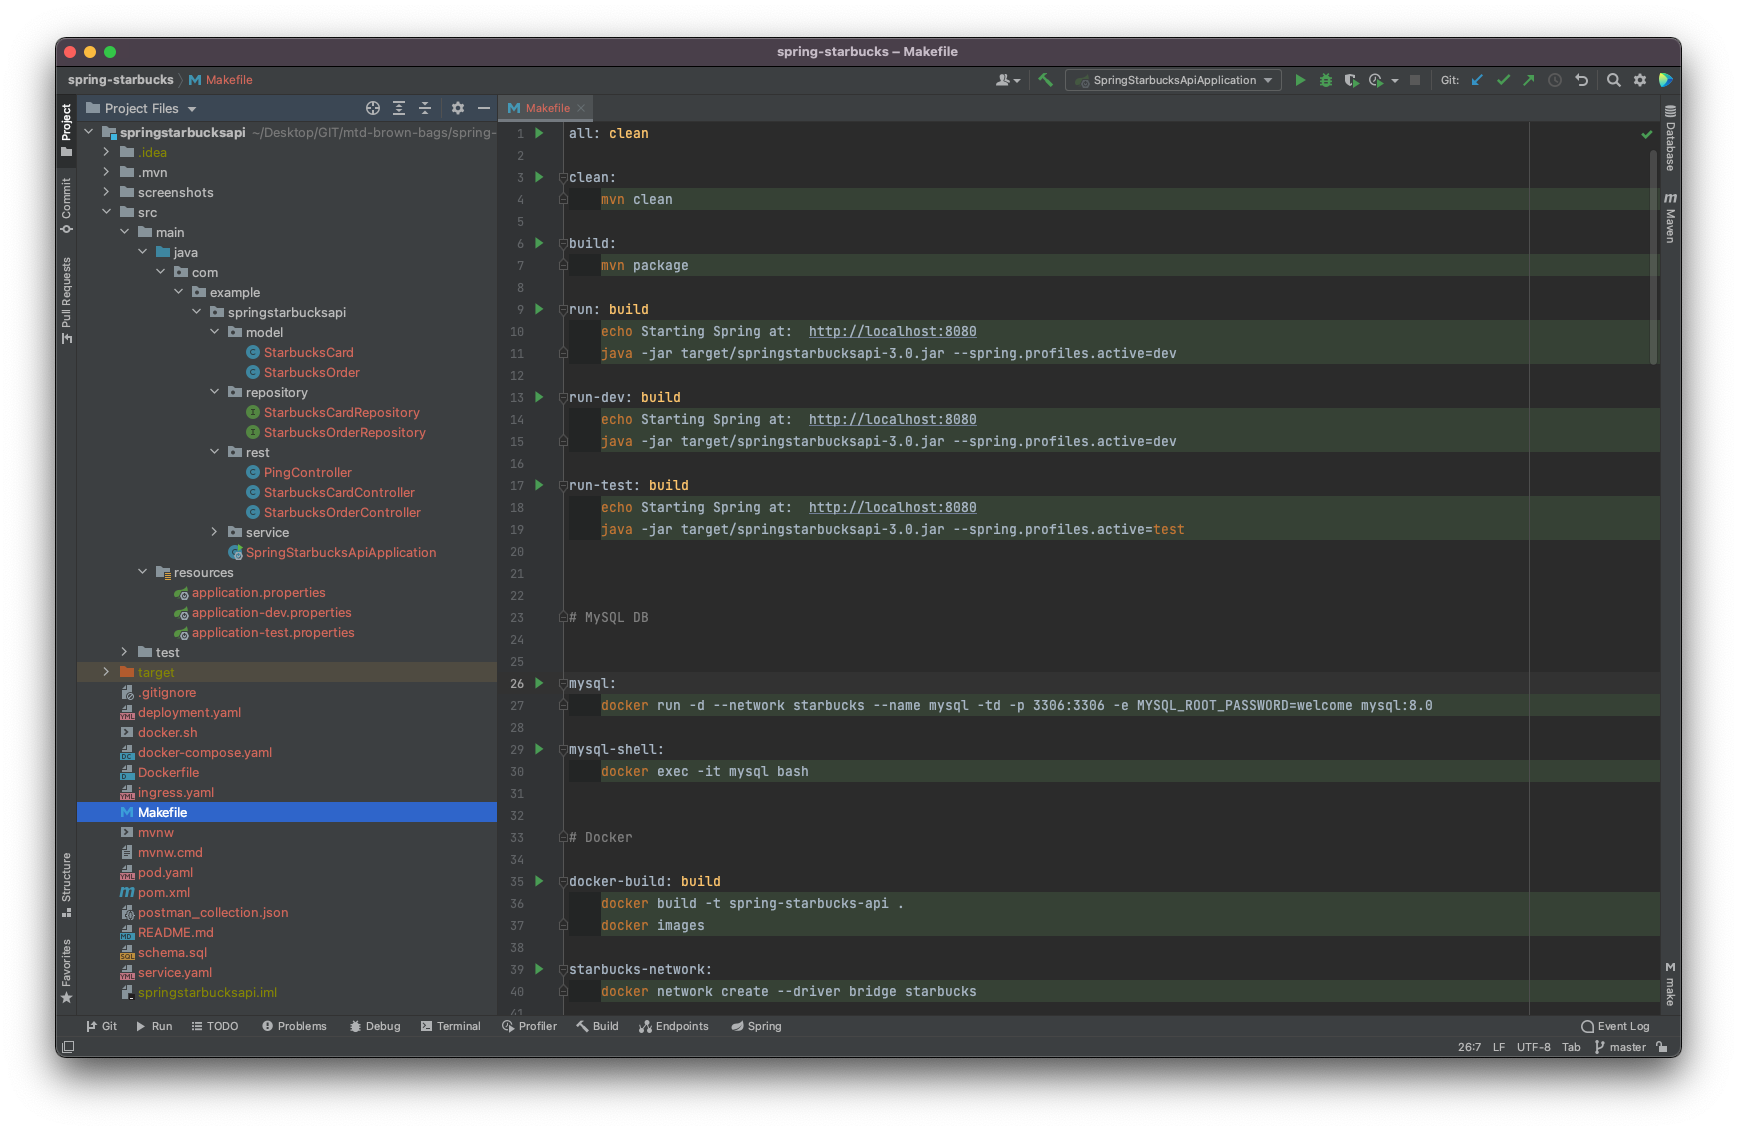 spring-starbucks – Makefile
spring-starbucks
Makefile
SpringStarbucksApiApplication
Git:
Project
Commit
Pull Requests
Structure
Favorites
Project Files
springstarbucksapi ~/Desktop/GIT/mtd-brown-bags/spring-
.idea
.mvn
screenshots
src
main
java
com
example
springstarbucksapi
model
StarbucksCard
StarbucksOrder
repository
StarbucksCardRepository
StarbucksOrderRepository
rest
PingController
StarbucksCardController
StarbucksOrderController
service
SpringStarbucksApiApplication
resources
application.properties
application-dev.properties
application-test.properties
test
target
.gitignore
deployment.yaml
docker.sh
docker-compose.yaml
Dockerfile
ingress.yaml
Makefile
mvnw
mvnw.cmd
pod.yaml
pom.xml
postman_collection.json
README.md
schema.sql
service.yaml
springstarbucksapi.iml
Makefile
1 all: clean
2
3 clean:
4 mvn clean
5
6 build:
7 mvn package
8
9 run: build
10 echo Starting Spring at:  http://localhost:8080
11 java -jar target/springstarbucksapi-3.0.jar --spring.profiles.active=dev
12
13 run-dev: build
14 echo Starting Spring at:  http://localhost:8080
15 java -jar target/springstarbucksapi-3.0.jar --spring.profiles.active=dev
16
17 run-test: build
18 echo Starting Spring at:  http://localhost:8080
19 java -jar target/springstarbucksapi-3.0.jar --spring.profiles.active=test
20
21
22
23 # MySQL DB
24
25
26 mysql:
27 docker run -d --network starbucks --name mysql -td -p 3306:3306 -e MYSQL_ROOT_PASSWORD=welcome mysql:8.0
28
29 mysql-shell:
30 docker exec -it mysql bash
31
32
33 # Docker
34
35 docker-build: build
36 docker build -t spring-starbucks-api .
37 docker images
38
39 starbucks-network:
40 docker network create --driver bridge starbucks
41
Database
Maven
make
Git
Run
TODO
Problems
Debug
Terminal
Profiler
Build
Endpoints
Spring
Event Log
26:7 LF UTF-8 Tab master